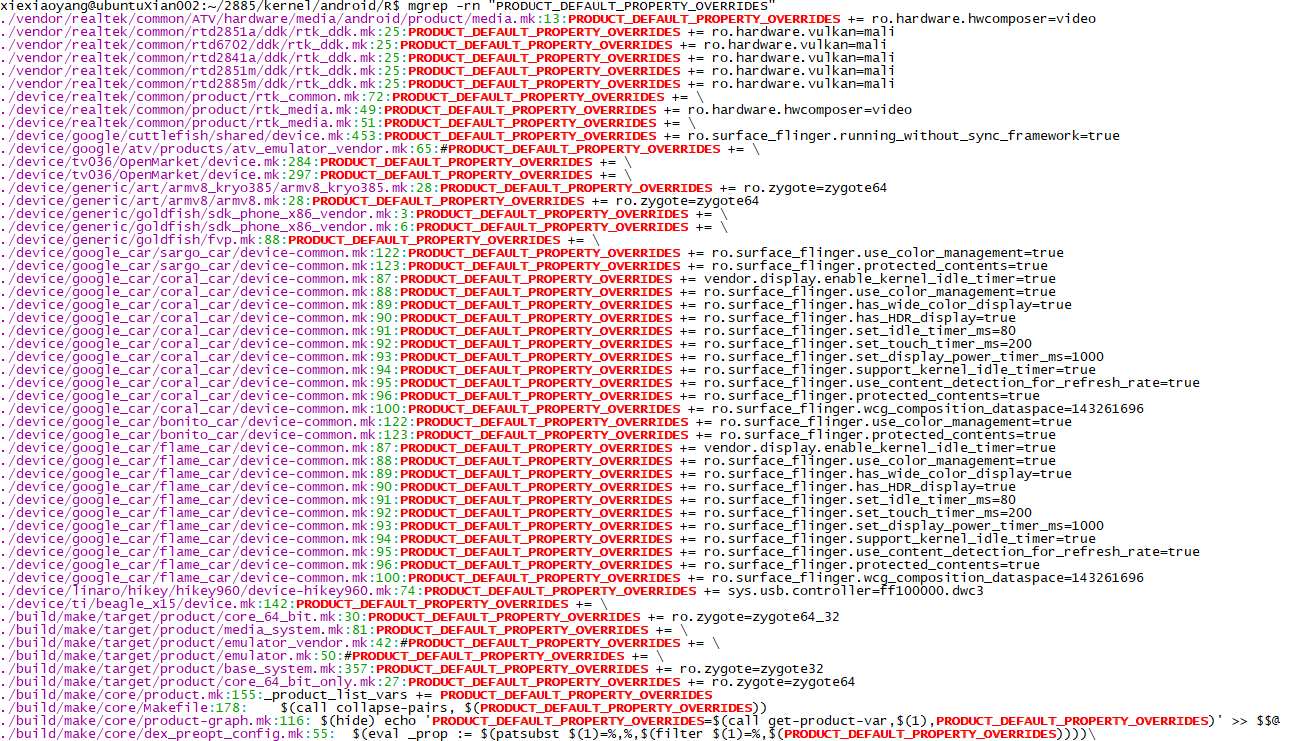 xiexiaoyang@ubuntuXian002:~/2885/kernel/android/R$ mgrep -rn "PRODUCT_DEFAULT_PROPERTY_OVERRIDES"
./vendor/realtek/common/ATV/hardware/media/android/product/media.mk:13:PRODUCT_DEFAULT_PROPERTY_OVERRIDES += ro.hardware.hwcomposer=video
./vendor/realtek/common/rtd2851a/ddk/rtk_ddk.mk:25:PRODUCT_DEFAULT_PROPERTY_OVERRIDES += ro.hardware.vulkan=mali
./vendor/realtek/common/rtd6702/ddk/rtk_ddk.mk:25:PRODUCT_DEFAULT_PROPERTY_OVERRIDES += ro.hardware.vulkan=mali
./vendor/realtek/common/rtd2841a/ddk/rtk_ddk.mk:25:PRODUCT_DEFAULT_PROPERTY_OVERRIDES += ro.hardware.vulkan=mali
./vendor/realtek/common/rtd2851m/ddk/rtk_ddk.mk:25:PRODUCT_DEFAULT_PROPERTY_OVERRIDES += ro.hardware.vulkan=mali
./vendor/realtek/common/rtd2885m/ddk/rtk_ddk.mk:25:PRODUCT_DEFAULT_PROPERTY_OVERRIDES += ro.hardware.vulkan=mali
./device/realtek/common/product/rtk_common.mk:72:PRODUCT_DEFAULT_PROPERTY_OVERRIDES += \
./device/realtek/common/product/rtk_media.mk:49:PRODUCT_DEFAULT_PROPERTY_OVERRIDES += ro.hardware.hwcomposer=video
./device/realtek/common/product/rtk_media.mk:51:PRODUCT_DEFAULT_PROPERTY_OVERRIDES += \
./device/google/cuttlefish/shared/device.mk:453:PRODUCT_DEFAULT_PROPERTY_OVERRIDES += ro.surface_flinger.running_without_sync_framework=true
./device/google/atv/products/atv_emulator_vendor.mk:65:#PRODUCT_DEFAULT_PROPERTY_OVERRIDES += \
./device/tv036/OpenMarket/device.mk:284:PRODUCT_DEFAULT_PROPERTY_OVERRIDES += \
./device/tv036/OpenMarket/device.mk:297:PRODUCT_DEFAULT_PROPERTY_OVERRIDES += \
./device/generic/art/armv8_kryo385/armv8_kryo385.mk:28:PRODUCT_DEFAULT_PROPERTY_OVERRIDES += ro.zygote=zygote64
./device/generic/art/armv8/armv8.mk:28:PRODUCT_DEFAULT_PROPERTY_OVERRIDES += ro.zygote=zygote64
./device/generic/goldfish/sdk_phone_x86_vendor.mk:3:PRODUCT_DEFAULT_PROPERTY_OVERRIDES += \
./device/generic/goldfish/sdk_phone_x86_vendor.mk:6:PRODUCT_DEFAULT_PROPERTY_OVERRIDES += \
./device/generic/goldfish/fvp.mk:88:PRODUCT_DEFAULT_PROPERTY_OVERRIDES += \
./device/google_car/sargo_car/device-common.mk:122:PRODUCT_DEFAULT_PROPERTY_OVERRIDES += ro.surface_flinger.use_color_management=true
./device/google_car/sargo_car/device-common.mk:123:PRODUCT_DEFAULT_PROPERTY_OVERRIDES += ro.surface_flinger.protected_contents=true
./device/google_car/coral_car/device-common.mk:87:PRODUCT_DEFAULT_PROPERTY_OVERRIDES += vendor.display.enable_kernel_idle_timer=true
./device/google_car/coral_car/device-common.mk:88:PRODUCT_DEFAULT_PROPERTY_OVERRIDES += ro.surface_flinger.use_color_management=true
./device/google_car/coral_car/device-common.mk:89:PRODUCT_DEFAULT_PROPERTY_OVERRIDES += ro.surface_flinger.has_wide_color_display=true
./device/google_car/coral_car/device-common.mk:90:PRODUCT_DEFAULT_PROPERTY_OVERRIDES += ro.surface_flinger.has_HDR_display=true
./device/google_car/coral_car/device-common.mk:91:PRODUCT_DEFAULT_PROPERTY_OVERRIDES += ro.surface_flinger.set_idle_timer_ms=80
./device/google_car/coral_car/device-common.mk:92:PRODUCT_DEFAULT_PROPERTY_OVERRIDES += ro.surface_flinger.set_touch_timer_ms=200
./device/google_car/coral_car/device-common.mk:93:PRODUCT_DEFAULT_PROPERTY_OVERRIDES += ro.surface_flinger.set_display_power_timer_ms=1000
./device/google_car/coral_car/device-common.mk:94:PRODUCT_DEFAULT_PROPERTY_OVERRIDES += ro.surface_flinger.support_kernel_idle_timer=true
./device/google_car/coral_car/device-common.mk:95:PRODUCT_DEFAULT_PROPERTY_OVERRIDES += ro.surface_flinger.use_content_detection_for_refresh_rate=true
./device/google_car/coral_car/device-common.mk:96:PRODUCT_DEFAULT_PROPERTY_OVERRIDES += ro.surface_flinger.protected_contents=true
./device/google_car/coral_car/device-common.mk:100:PRODUCT_DEFAULT_PROPERTY_OVERRIDES += ro.surface_flinger.wcg_composition_dataspace=143261696
./device/google_car/bonito_car/device-common.mk:122:PRODUCT_DEFAULT_PROPERTY_OVERRIDES += ro.surface_flinger.use_color_management=true
./device/google_car/bonito_car/device-common.mk:123:PRODUCT_DEFAULT_PROPERTY_OVERRIDES += ro.surface_flinger.protected_contents=true
./device/google_car/flame_car/device-common.mk:87:PRODUCT_DEFAULT_PROPERTY_OVERRIDES += vendor.display.enable_kernel_idle_timer=true
./device/google_car/flame_car/device-common.mk:88:PRODUCT_DEFAULT_PROPERTY_OVERRIDES += ro.surface_flinger.use_color_management=true
./device/google_car/flame_car/device-common.mk:89:PRODUCT_DEFAULT_PROPERTY_OVERRIDES += ro.surface_flinger.has_wide_color_display=true
./device/google_car/flame_car/device-common.mk:90:PRODUCT_DEFAULT_PROPERTY_OVERRIDES += ro.surface_flinger.has_HDR_display=true
./device/google_car/flame_car/device-common.mk:91:PRODUCT_DEFAULT_PROPERTY_OVERRIDES += ro.surface_flinger.set_idle_timer_ms=80
./device/google_car/flame_car/device-common.mk:92:PRODUCT_DEFAULT_PROPERTY_OVERRIDES += ro.surface_flinger.set_touch_timer_ms=200
./device/google_car/flame_car/device-common.mk:93:PRODUCT_DEFAULT_PROPERTY_OVERRIDES += ro.surface_flinger.set_display_power_timer_ms=1000
./device/google_car/flame_car/device-common.mk:94:PRODUCT_DEFAULT_PROPERTY_OVERRIDES += ro.surface_flinger.support_kernel_idle_timer=true
./device/google_car/flame_car/device-common.mk:95:PRODUCT_DEFAULT_PROPERTY_OVERRIDES += ro.surface_flinger.use_content_detection_for_refresh_rate=true
./device/google_car/flame_car/device-common.mk:96:PRODUCT_DEFAULT_PROPERTY_OVERRIDES += ro.surface_flinger.protected_contents=true
./device/google_car/flame_car/device-common.mk:100:PRODUCT_DEFAULT_PROPERTY_OVERRIDES += ro.surface_flinger.wcg_composition_dataspace=143261696
./device/linaro/hikey/hikey960/device-hikey960.mk:74:PRODUCT_DEFAULT_PROPERTY_OVERRIDES += sys.usb.controller=ff100000.dwc3
./device/ti/beagle_x15/device.mk:142:PRODUCT_DEFAULT_PROPERTY_OVERRIDES += \
./build/make/target/product/core_64_bit.mk:30:PRODUCT_DEFAULT_PROPERTY_OVERRIDES += ro.zygote=zygote64_32
./build/make/target/product/media_system.mk:81:PRODUCT_DEFAULT_PROPERTY_OVERRIDES += \
./build/make/target/product/emulator_vendor.mk:42:#PRODUCT_DEFAULT_PROPERTY_OVERRIDES += \
./build/make/target/product/emulator.mk:50:#PRODUCT_DEFAULT_PROPERTY_OVERRIDES += \
./build/make/target/product/base_system.mk:357:PRODUCT_DEFAULT_PROPERTY_OVERRIDES += ro.zygote=zygote32
./build/make/target/product/core_64_bit_only.mk:27:PRODUCT_DEFAULT_PROPERTY_OVERRIDES += ro.zygote=zygote64
./build/make/core/product.mk:155:_product_list_vars += PRODUCT_DEFAULT_PROPERTY_OVERRIDES
./build/make/core/Makefile:178:    $(call collapse-pairs, $(PRODUCT_DEFAULT_PROPERTY_OVERRIDES))
./build/make/core/product-graph.mk:116: $(hide) echo 'PRODUCT_DEFAULT_PROPERTY_OVERRIDES=$(call get-product-var,$(1),PRODUCT_DEFAULT_PROPERTY_OVERRIDES)' >> $$@
./build/make/core/dex_preopt_config.mk:55:  $(eval _prop := $(patsubst $(1)=%,%,$(filter $(1)=%,$(PRODUCT_DEFAULT_PROPERTY_OVERRIDES))))\